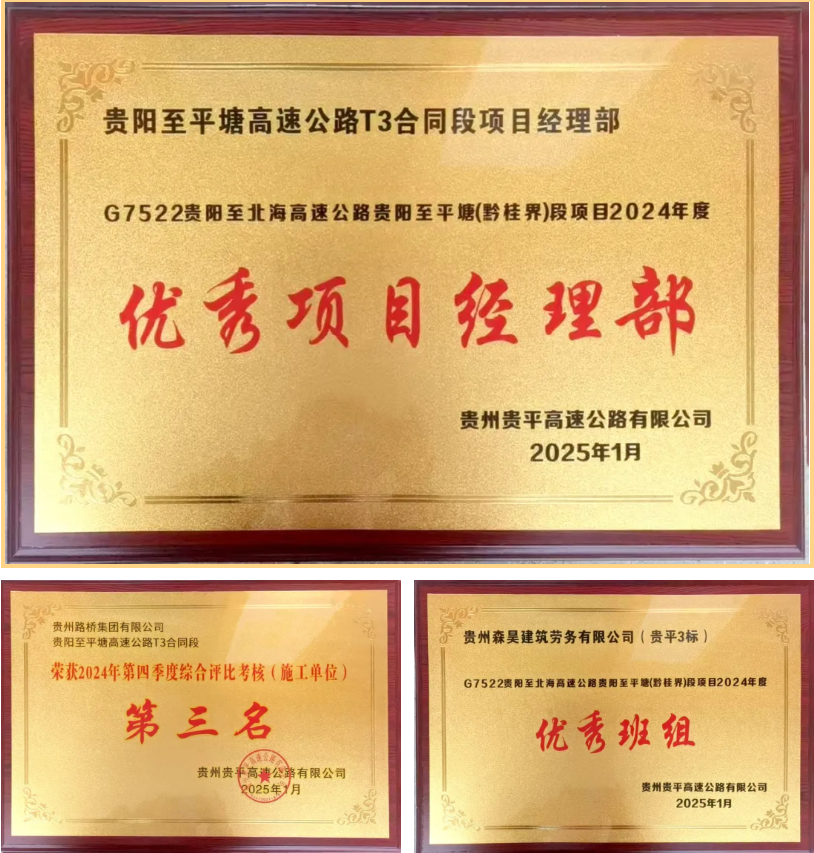 贵阳至平塘高速公路T3合同段项目经理部
G7522贵阳至北海高速公路贵阳至平塘(黔桂界)段项目2024年度
优秀项目经理部
贵州贵平高速公路有限公司
2025年1月
贵州路桥集团有限公司
贵阳至平塘高速公路T3合同段
荣获2024年第四季度综合评比考核（施工单位）
第三名
贵州贵平高速公路有限公司
2025年1月
贵州森昊建筑劳务有限公司（贵平3标）
G7522贵阳至北海高速公路贵阳至平塘(黔桂界)段项目2024年度
优秀班组
贵州贵平高速公路有限公司
2025年1月